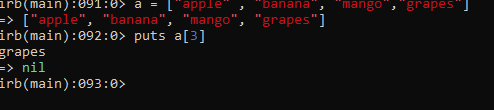 irb(main):091:0> a = ["apple" , "banana", "mango","grapes"]
=> ["apple", "banana", "mango", "grapes"]
irb(main):092:0> puts a[3]
grapes
=> nil
irb(main):093:0>